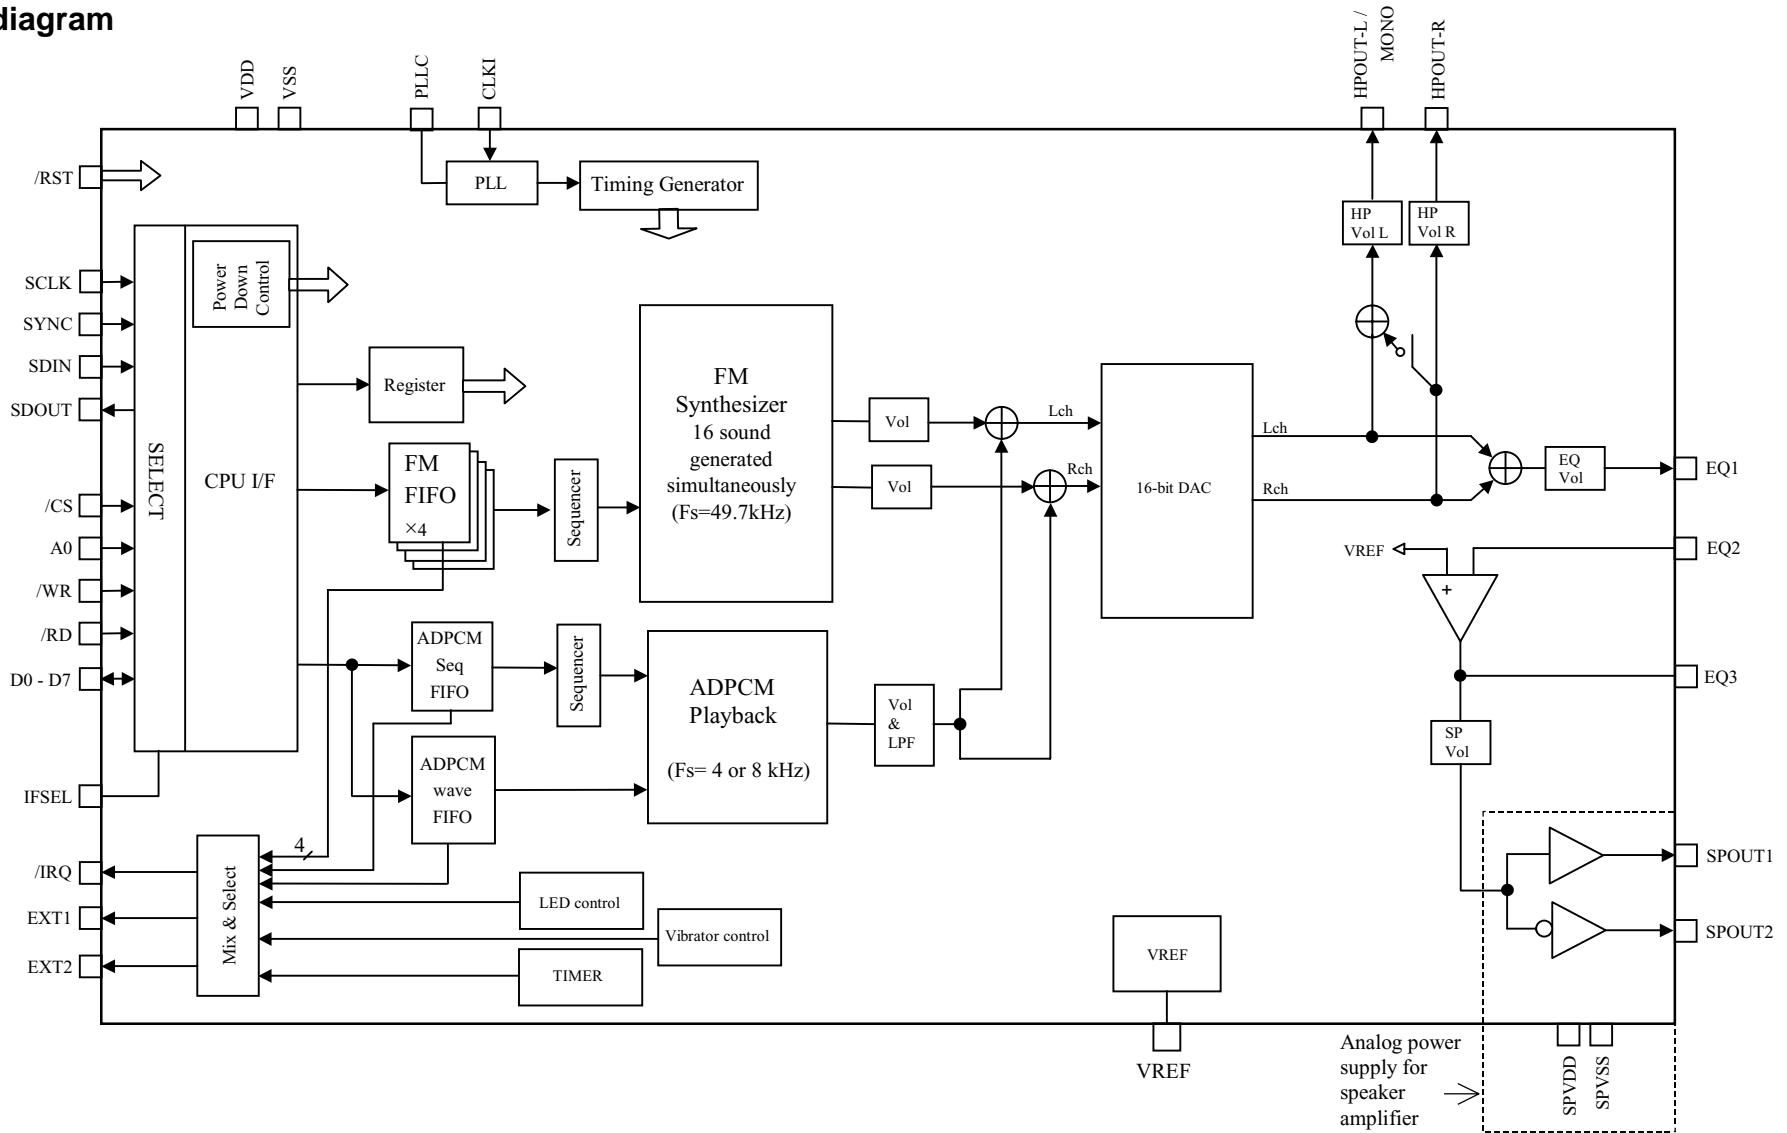 diagram
VDD
VSS
PLLC
CLKI
HPOUT-L /
MONO
HPOUT-R
/RST
PLL
Timing Generator
HP
Vol L
HP
Vol R
SCLK
SYNC
SDIN
SDOUT
/CS
A0
/WR
/RD
D0 - D7
IFSEL
/IRQ
EXT1
EXT2
SELECT
CPU I/F
Power
Down
Control
Register
FM
FIFO
×4
Sequencer
FM
Synthesizer
16 sound
generated
simultaneously
(Fs=49.7kHz)
Vol
Vol
Lch
Rch
16-bit DAC
Lch
Rch
EQ
Vol
EQ1
EQ2
VREF
+
EQ3
SP
Vol
ADPCM
Seq
FIFO
Sequencer
ADPCM
Playback
(Fs= 4 or 8 kHz)
Vol
&
LPF
ADPCM
wave
FIFO
4
Mix & Select
LED control
Vibrator control
TIMER
VREF
VREF
SPOUT1
SPOUT2
Analog power
supply for
speaker
amplifier
SPVDD
SPVSS